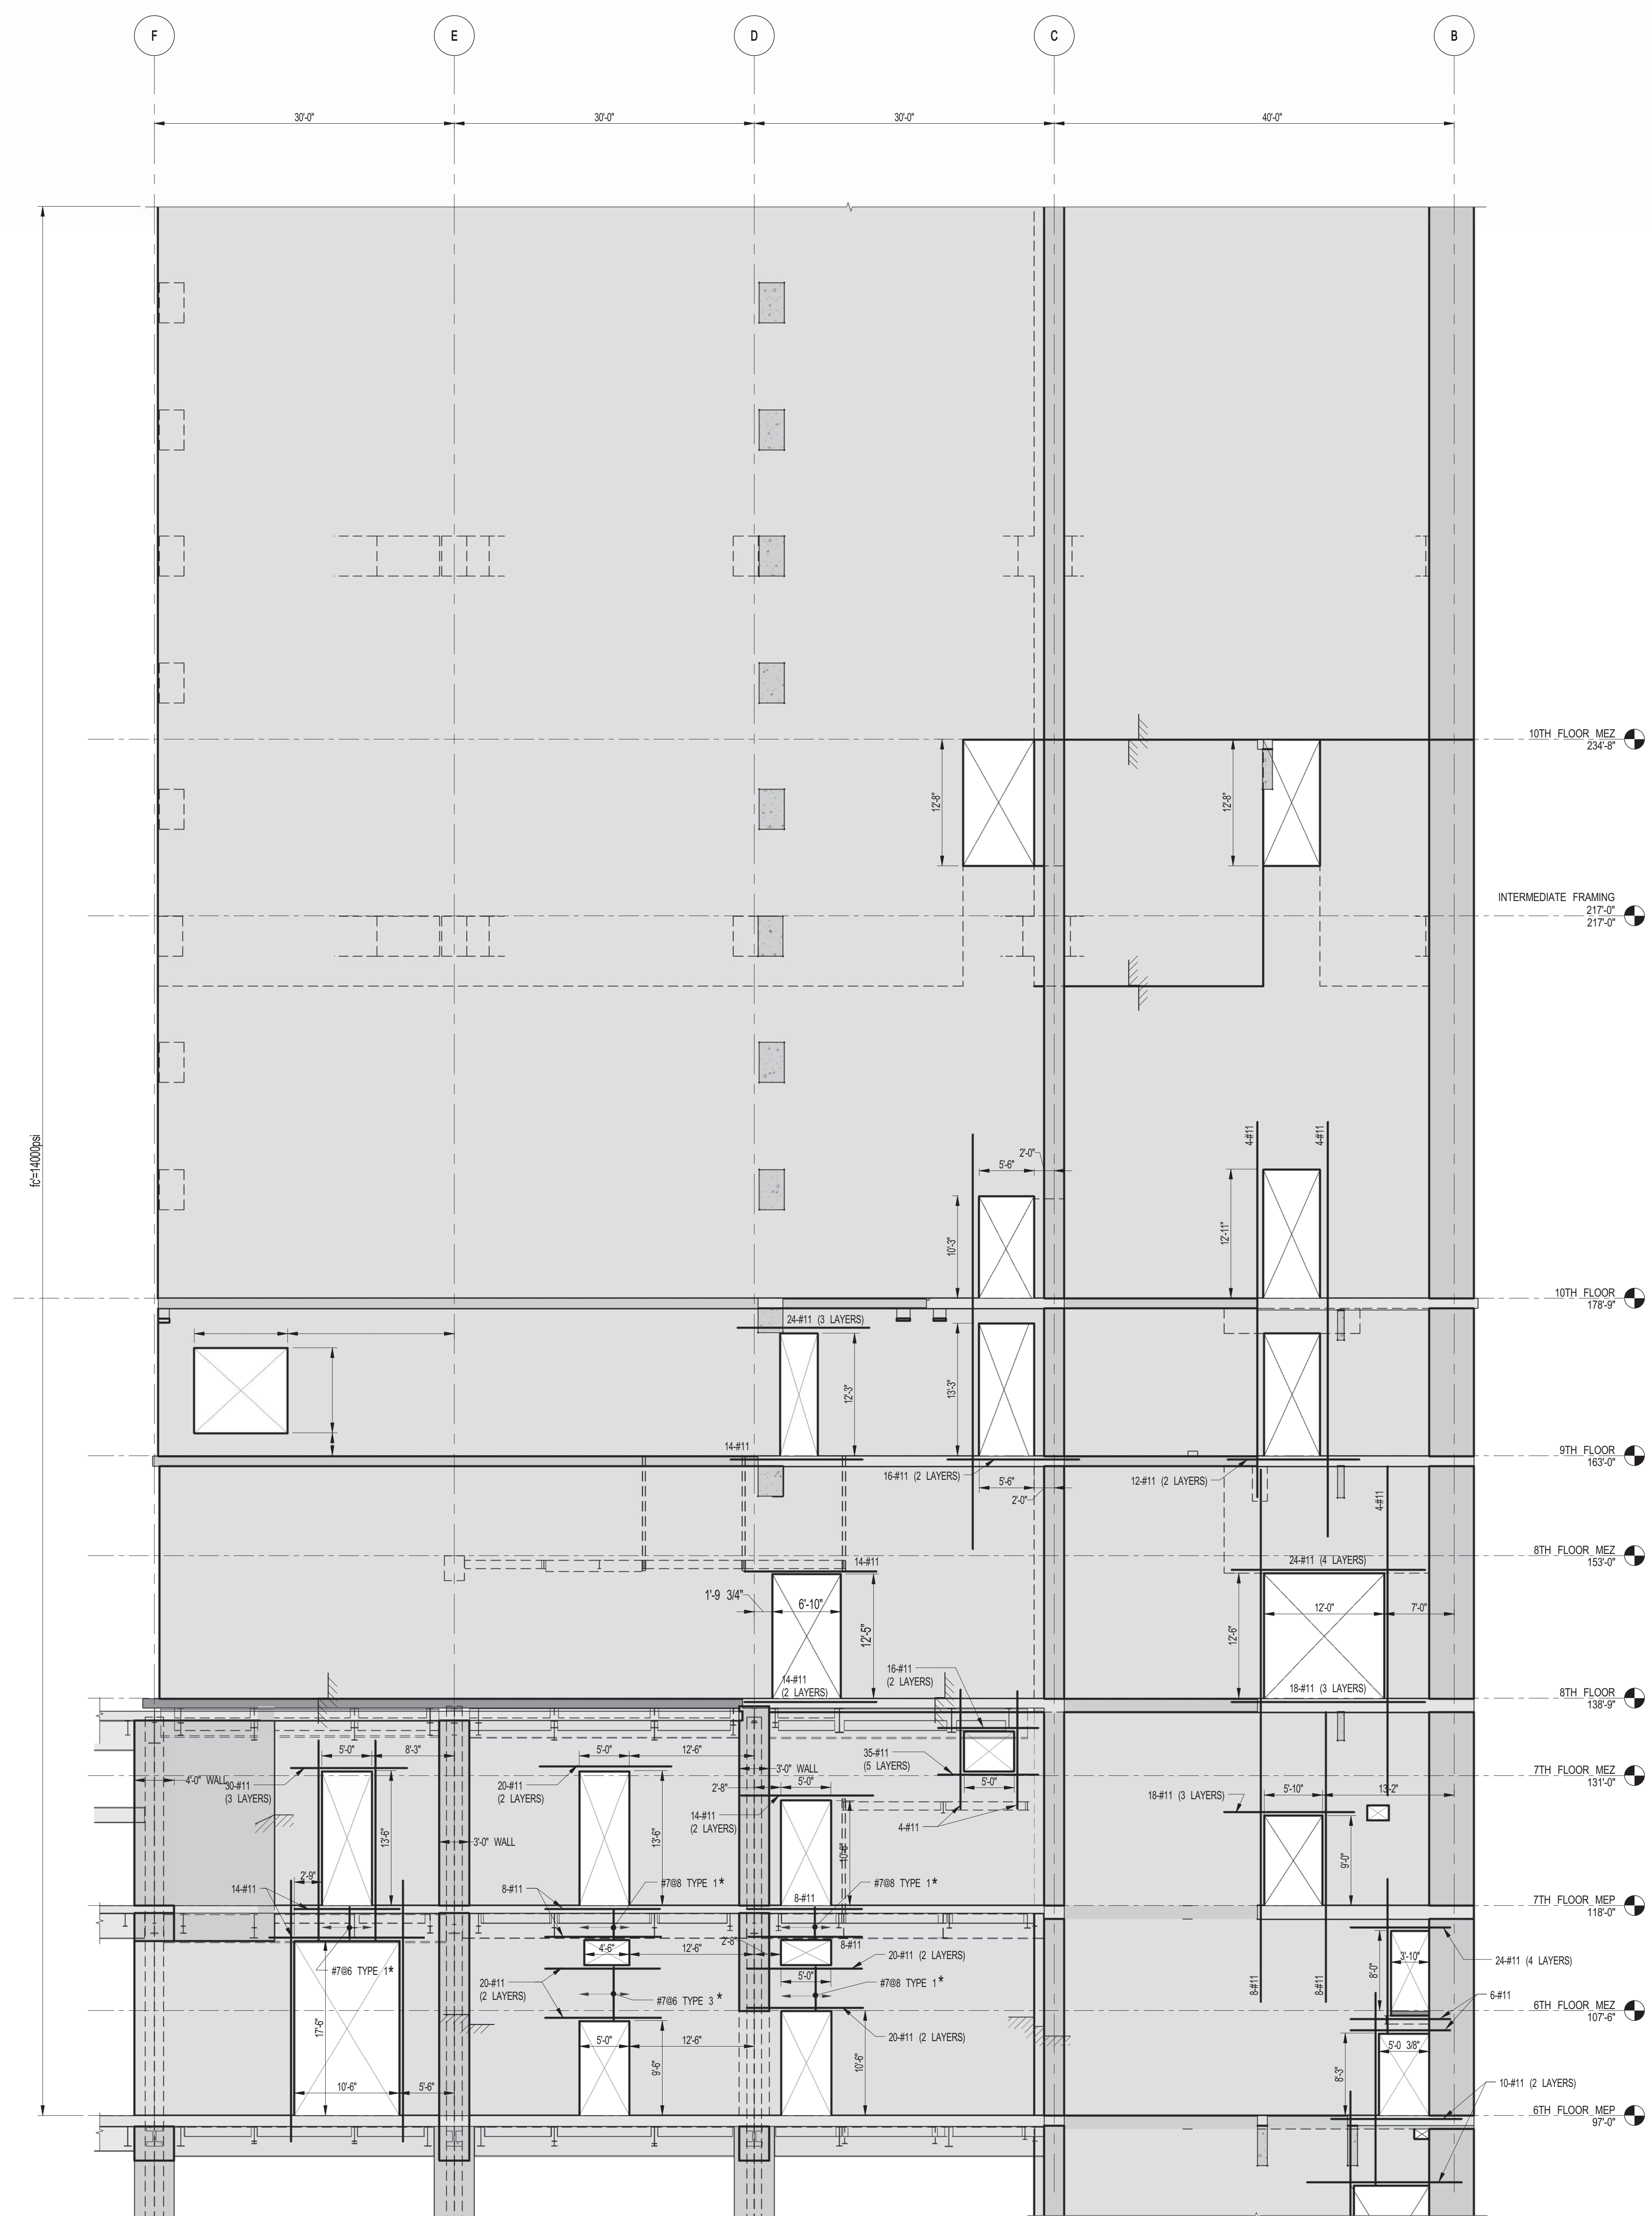 F
E
D
C
B
30'-0"
30'-0"
30'-0"
40'-0"
fc'=14000psi
10TH FLOOR MEZ
234'-8"
12'-8"
12'-8"
INTERMEDIATE FRAMING
217'-0"
217'-0"
4-#11
4-#11
2'-0"
5'-6"
10'-3"
12'-11"
10TH FLOOR
178'-9"
24-#11 (3 LAYERS)
12'-3"
13'-3"
14-#11
9TH FLOOR
163'-0"
16-#11 (2 LAYERS)
12-#11 (2 LAYERS)
5'-6"
2'-0"
4-#11
8TH FLOOR MEZ
153'-0"
14-#11
24-#11 (4 LAYERS)
1'-9 3/4"
6'-10"
12'-5"
12'-0"
7'-0"
12'-6"
16-#11
(2 LAYERS)
14-#11
(2 LAYERS)
18-#11 (3 LAYERS)
8TH FLOOR
138'-9"
5'-0"
8'-3"
5'-0"
12'-6"
35-#11
(5 LAYERS)
3'-0" WALL
4'-0" WALL
30-#11
(3 LAYERS)
20-#11
(2 LAYERS)
2'-8"
5'-0"
5'-0"
7TH FLOOR MEZ
131'-0"
18-#11 (3 LAYERS)
5'-10"
13'-2"
14-#11
(2 LAYERS)
4-#11
13'-6"
3'-0" WALL
13'-6"
10'-6"
9'-0"
2'-9"
14-#11
8-#11
#7@8 TYPE 1*
8-#11
#7@8 TYPE 1*
7TH FLOOR MEP
118'-0"
4'-6"
12'-6"
2'-8"
8-#11
20-#11 (2 LAYERS)
3'-10"
8'-0"
24-#11 (4 LAYERS)
#7@6 TYPE 1*
20-#11
(2 LAYERS)
5'-0"
#7@8 TYPE 1*
#7@6 TYPE 3*
8-#11
8-#11
6-#11
6TH FLOOR MEZ
107'-6"
17'-6"
5'-0"
12'-6"
9'-6"
20-#11 (2 LAYERS)
10'-6"
5'-0 3/8"
8'-3"
10'-6"
5'-6"
10-#11 (2 LAYERS)
6TH FLOOR MEP
97'-0"